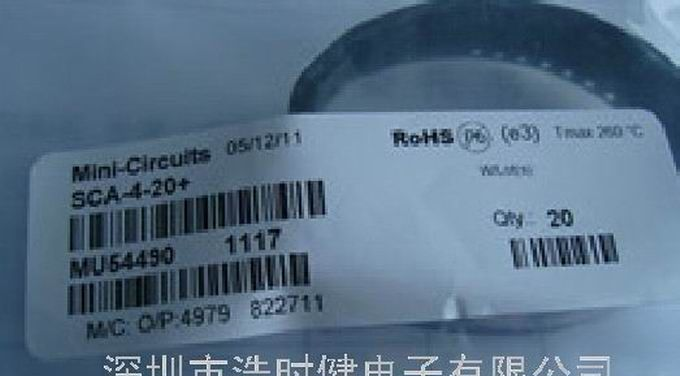 Mini-Circuits 05/12/11
SCA-4-20+
MU54490 1117
M/C: O/P:4979 822711
RoHS (e3) Tmax 260 °C
Qty: 20
深圳市浩时健电子有限公司